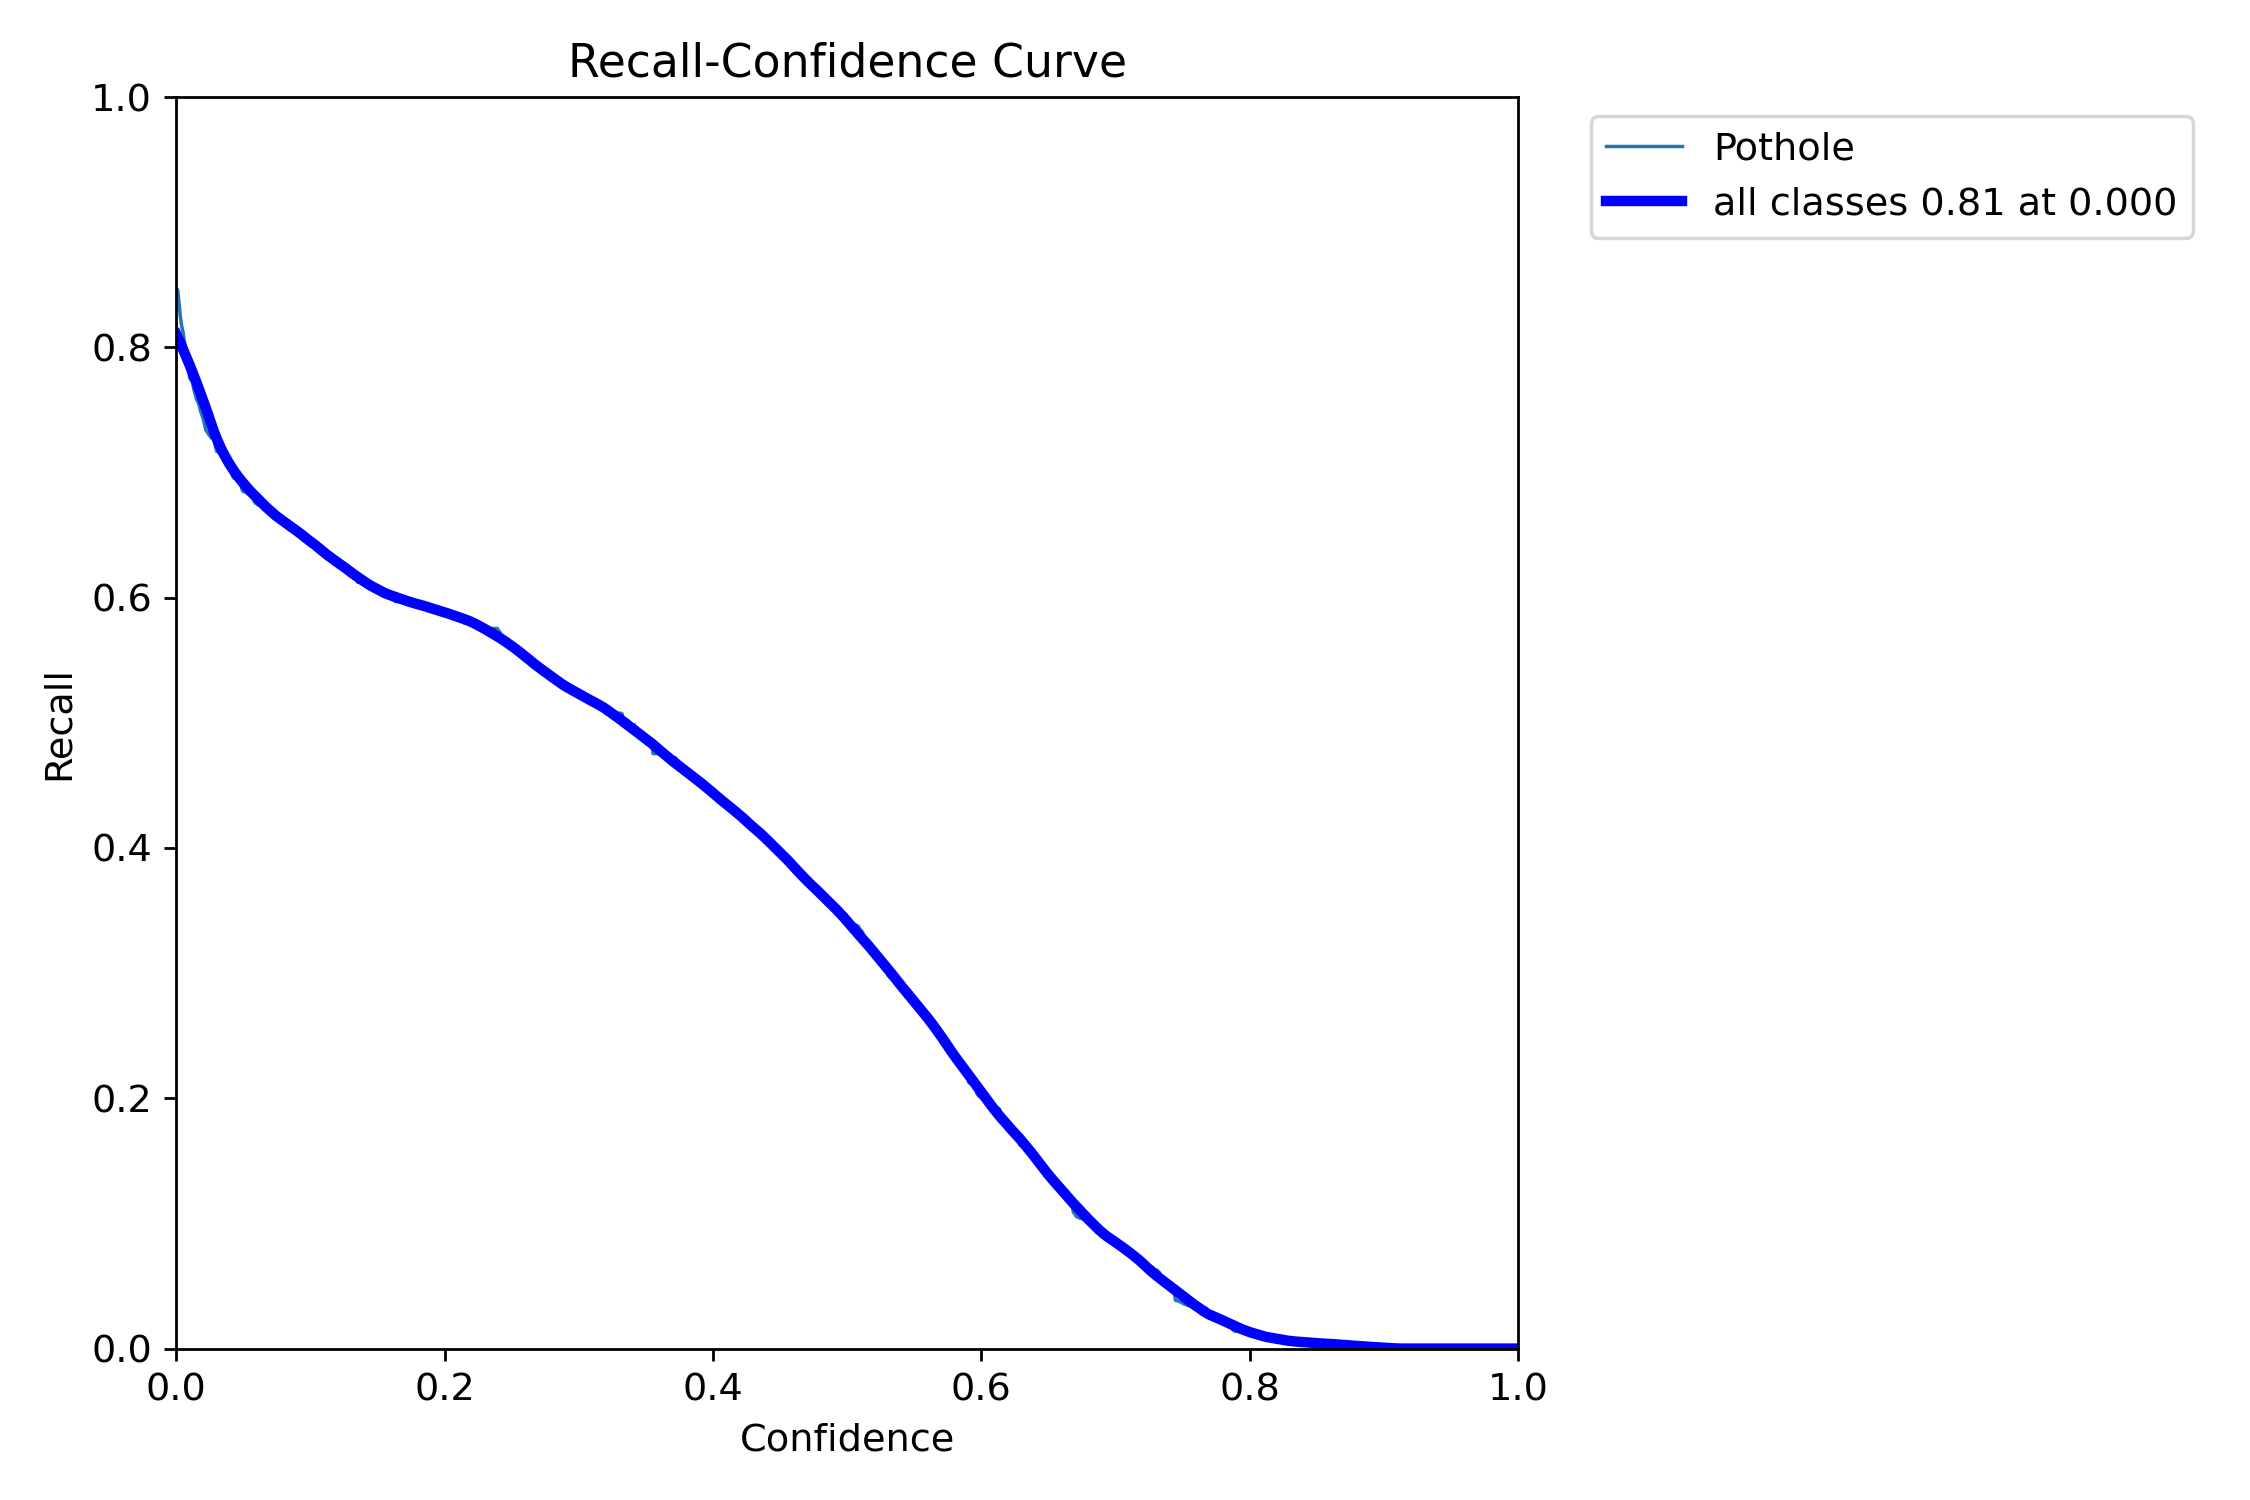 Recall-Confidence Curve
1.0
0.8
0.6
0.4
0.2
0.0
Recall
0.0 0.2 0.4 0.6 0.8 1.0
Confidence
Pothole
all classes 0.81 at 0.000